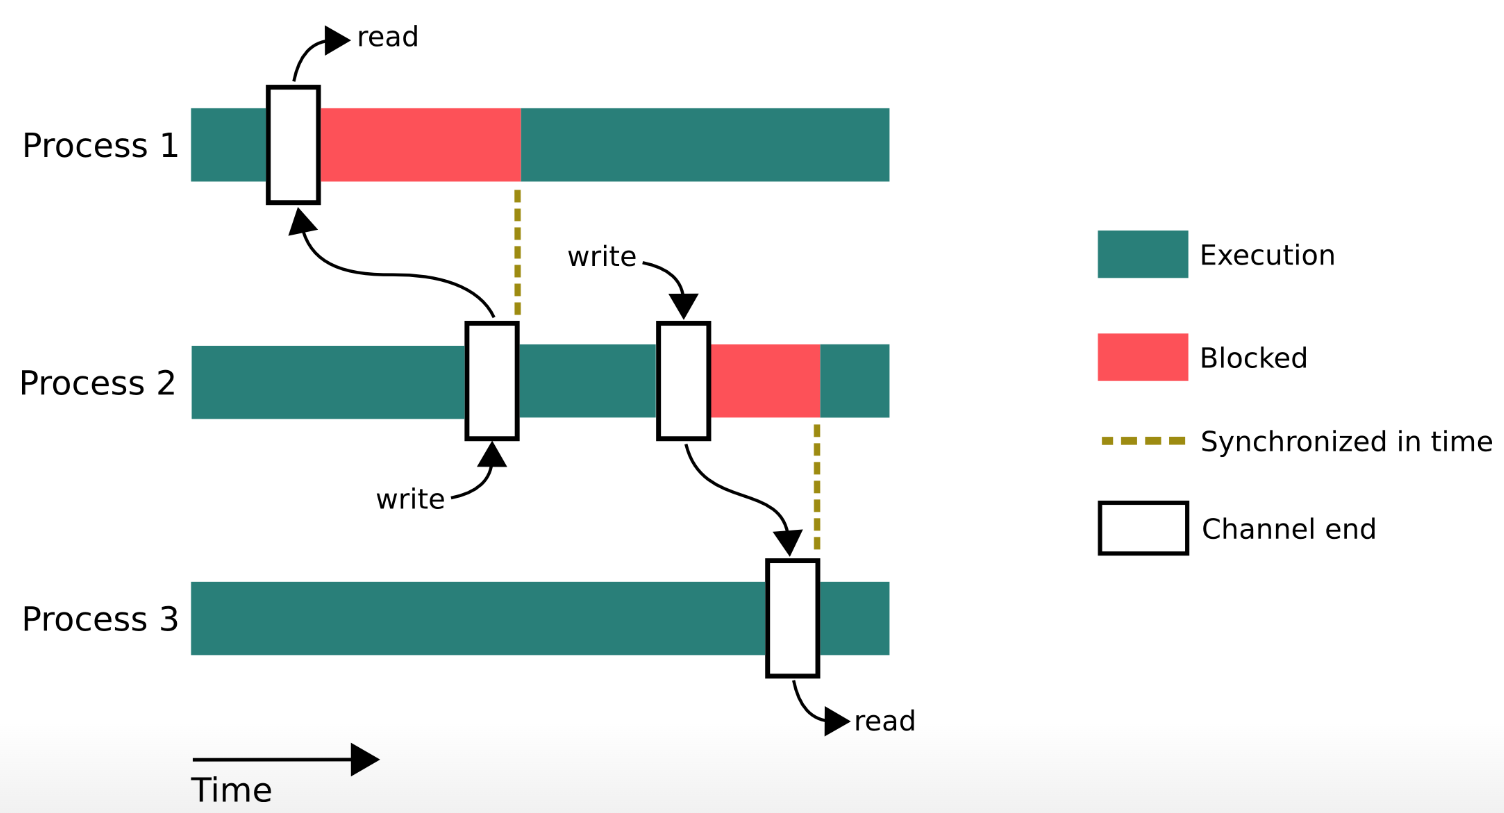 read
Process 1
write
Process 2
write
Process 3
read
Time
Execution
Blocked
Synchronized in time
Channel end